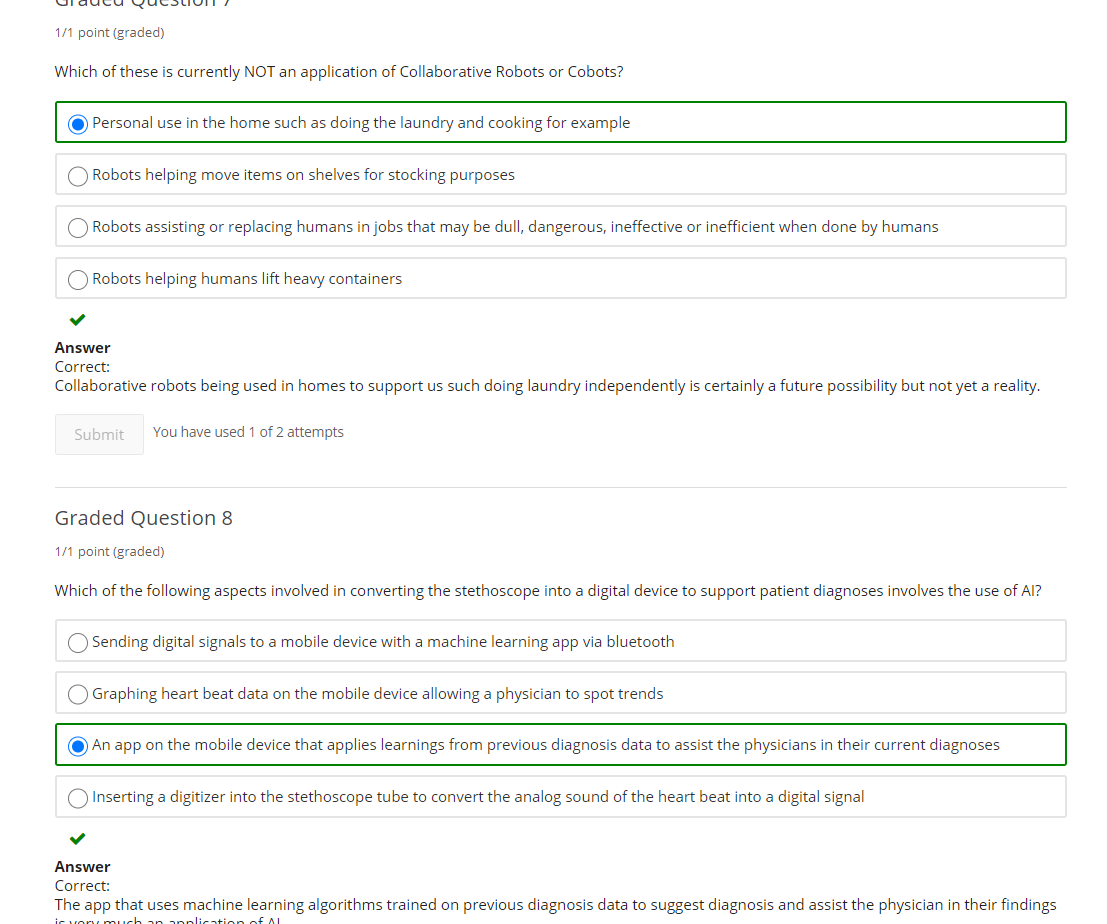 Graded Question 7
1/1 point (graded)
Which of these is currently NOT an application of Collaborative Robots or Cobots?
Personal use in the home such as doing the laundry and cooking for example
Robots helping move items on shelves for stocking purposes
Robots assisting or replacing humans in jobs that may be dull, dangerous, ineffective or inefficient when done by humans
Robots helping humans lift heavy containers
Answer
Correct:
Collaborative robots being used in homes to support us such doing laundry independently is certainly a future possibility but not yet a reality.
Submit You have used 1 of 2 attempts
Graded Question 8
1/1 point (graded)
Which of the following aspects involved in converting the stethoscope into a digital device to support patient diagnoses involves the use of AI?
Sending digital signals to a mobile device with a machine learning app via bluetooth
Graphing heart beat data on the mobile device allowing a physician to spot trends
An app on the mobile device that applies learnings from previous diagnosis data to assist the physicians in their current diagnoses
Inserting a digitizer into the stethoscope tube to convert the analog sound of the heart beat into a digital signal
Answer
Correct:
The app that uses machine learning algorithms trained on previous diagnosis data to suggest diagnosis and assist the physician in their findings
is very much an application of AI